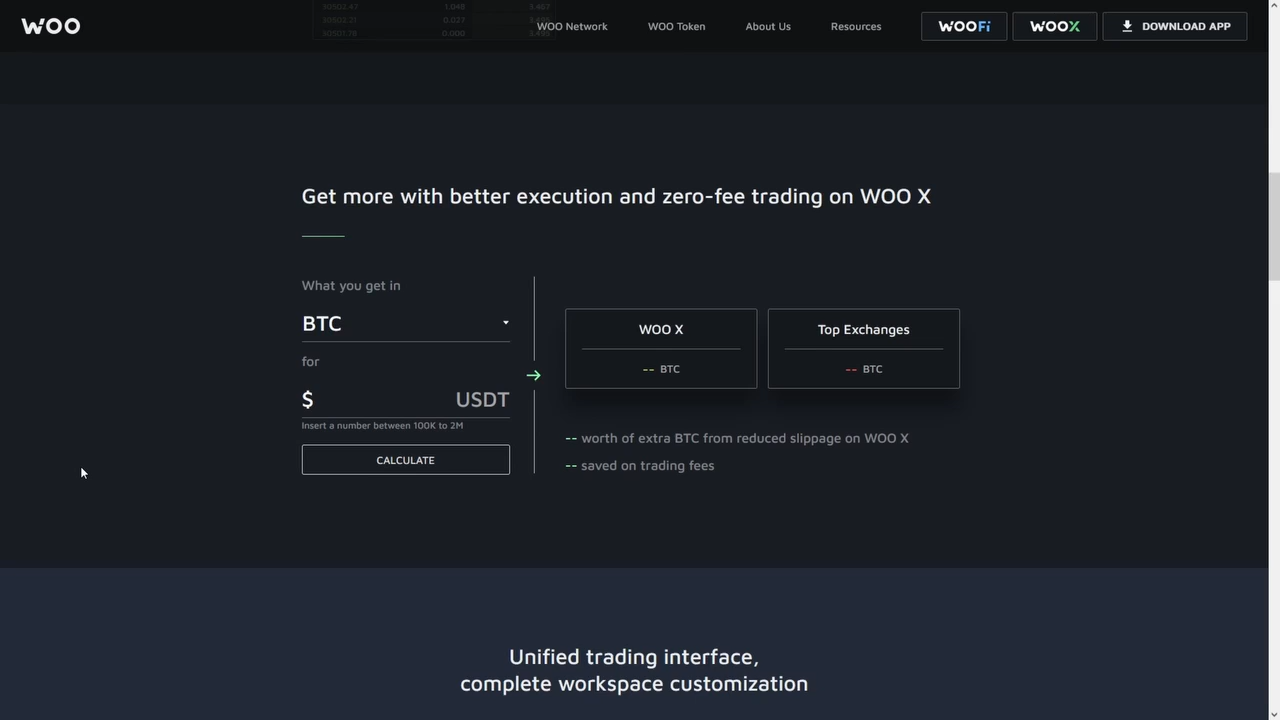 WOO
WOO Network
WOO Token
About Us
Resources
WOOFi
WOOX
DOWNLOAD APP
Get more with better execution and zero-fee trading on WOO X
What you get in
BTC
for
$ USDT
Insert a number between 100K to 2M
CALCULATE
WOO X
-- BTC
Top Exchanges
-- BTC
-- worth of extra BTC from reduced slippage on WOO X
-- saved on trading fees
Unified trading interface,
complete workspace customization